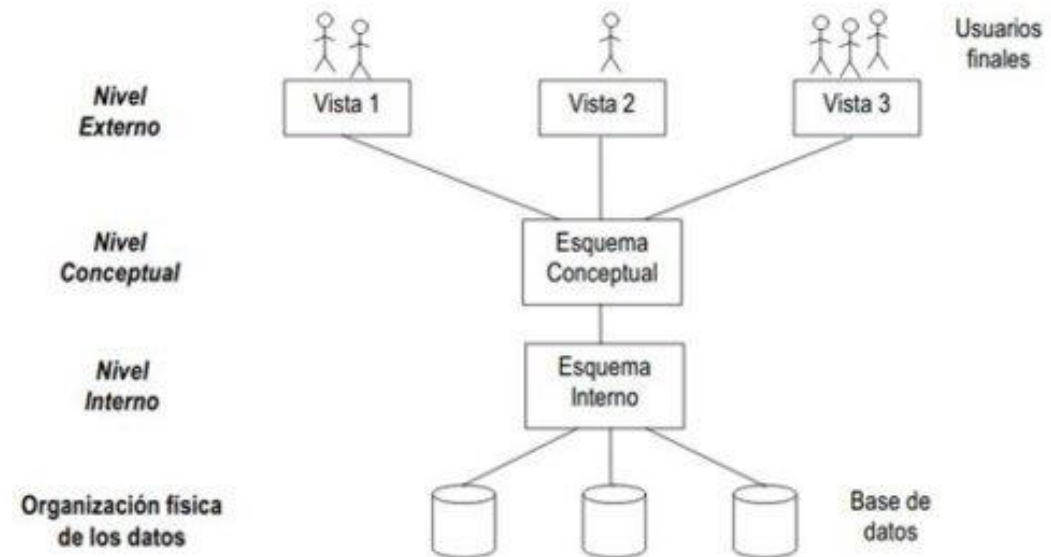 Usuarios
finales
Nivel
Externo
Vista 1
Vista 2
Vista 3
Nivel
Conceptual
Esquema
Conceptual
Nivel
Interno
Esquema
Interno
Organización física
de los datos
Base de
datos